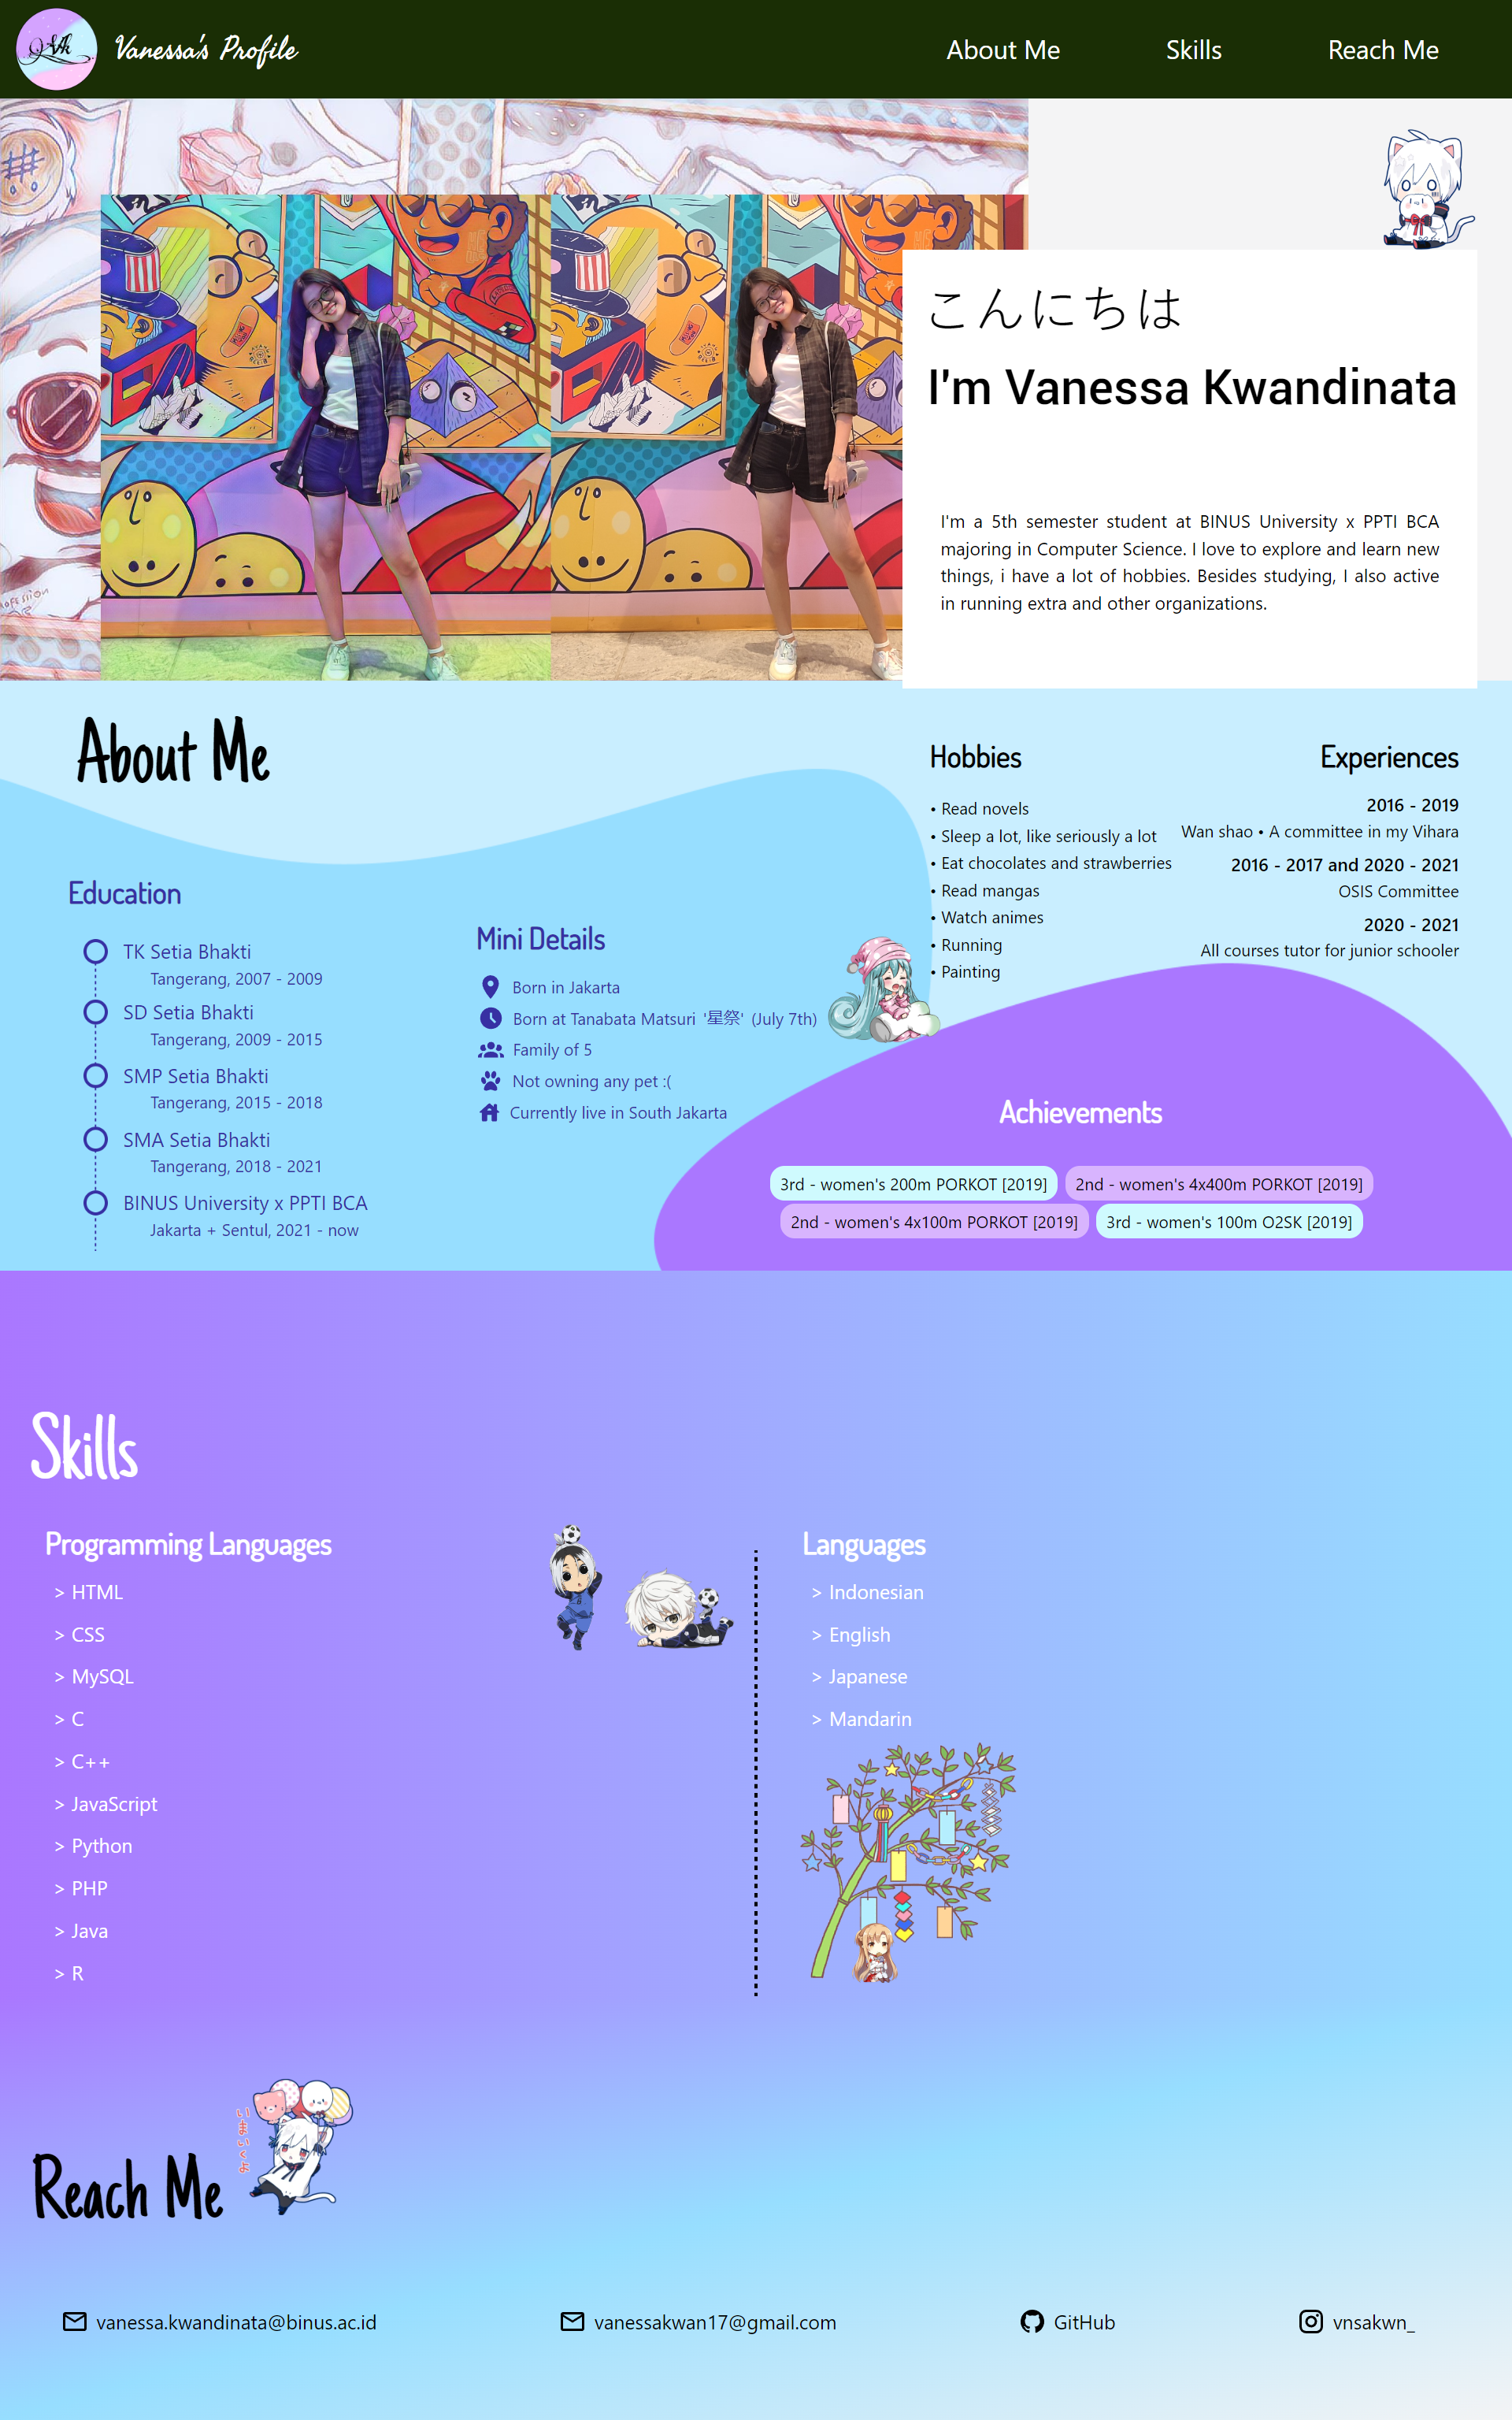 Vk
Vanessa's Profile
About Me
Skills
Reach Me
こんにちは
I'm Vanessa Kwandinata
I'm a 5th semester student at BINUS University x PPTI BCA
majoring in Computer Science. I love to explore and learn new
things, i have a lot of hobbies. Besides studying, I also active
in running extra and other organizations.
About Me
Education
TK Setia Bhakti
Tangerang, 2007 - 2009
SD Setia Bhakti
Tangerang, 2009 - 2015
SMP Setia Bhakti
Tangerang, 2015 - 2018
SMA Setia Bhakti
Tangerang, 2018 - 2021
BINUS University x PPTI BCA
Jakarta + Sentul, 2021 - now
Mini Details
Born in Jakarta
Born at Tanabata Matsuri '星祭' (July 7th)
Family of 5
Not owning any pet :(
Currently live in South Jakarta
Hobbies
• Read novels
• Sleep a lot, like seriously a lot
• Eat chocolates and strawberries
• Read mangas
• Watch animes
• Running
• Painting
Experiences
2016 - 2019
Wan shao • A committee in my Vihara
2016 - 2017 and 2020 - 2021
OSIS Committee
2020 - 2021
All courses tutor for junior schooler
Achievements
3rd - women's 200m PORKOT [2019]
2nd - women's 4x400m PORKOT [2019]
2nd - women's 4x100m PORKOT [2019]
3rd - women's 100m O2SK [2019]
Skills
Programming Languages
> HTML
> CSS
> MySQL
> C
> C++
> JavaScript
> Python
> PHP
> Java
> R
Languages
> Indonesian
> English
> Japanese
> Mandarin
いまいくよ
Reach Me
vanessa.kwandinata@binus.ac.id
vanessakwan17@gmail.com
GitHub
vnsakwn_